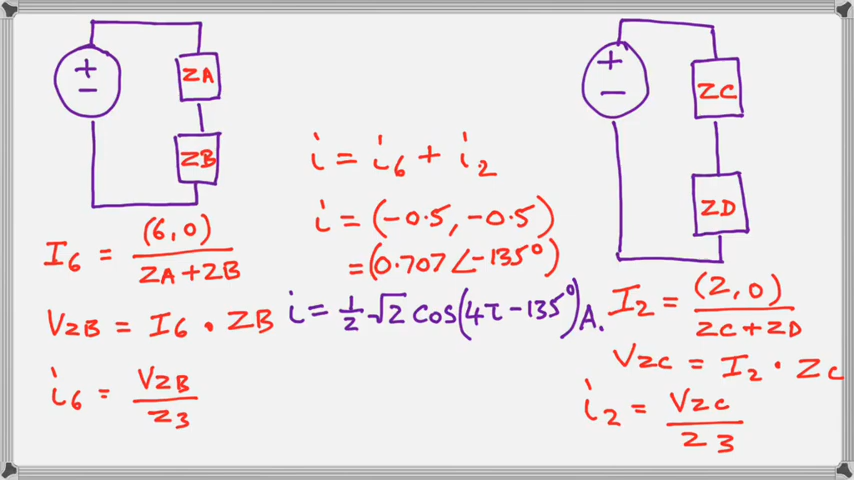 +
−
ZA
ZB
I6 = (6,0) / ZA+ZB
VZB = I6 · ZB
i6 = VZB / Z3
i = i6 + i2
i = (-0.5, -0.5)
= (0.707∠-135°)
i = 1/2 √2 cos(4τ - 135°)A.
+
−
ZC
ZD
I2 = (2,0) / ZC+ZD
VZC = I2 · ZC
i2 = VZC / Z3